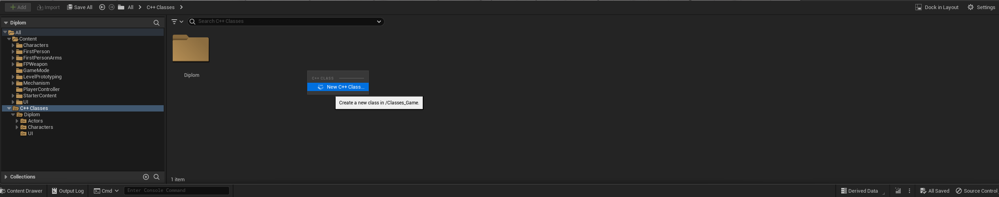 Add Import Save All All C++ Classes Dock in Layout Settings
Diplom
Search C++ Classes
All
Content
Characters
FirstPerson
FirstPersonArms
FPWeapon
GameMode
LevelPrototyping
Mechanism
PlayerController
StarterContent
UI
C++ Classes
Diplom
Actors
Characters
UI
Diplom
C++ CLASS
New C++ Class...
Create a new class in /Classes_Game.
Collections
1 item
Content Drawer Output Log Cmd Enter Console Command Derived Data All Saved Source Control